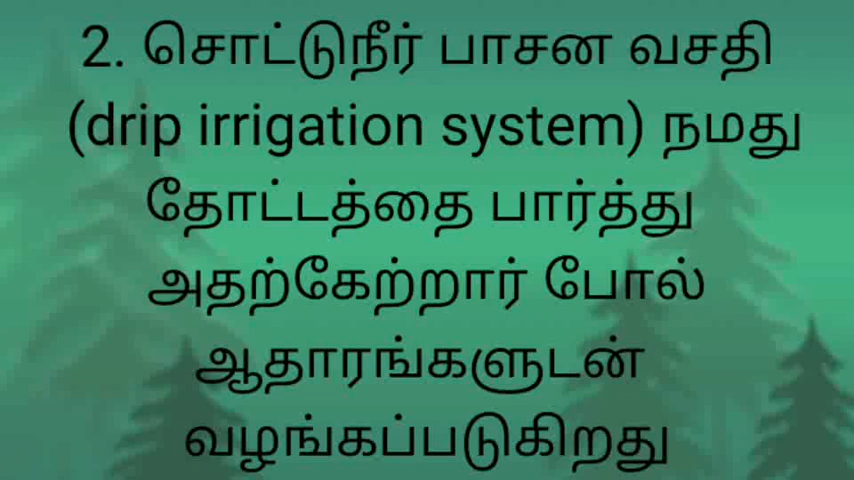 2. சொட்டுநீர் பாசன வசதி
(drip irrigation system) நமது
தோட்டத்தை பார்த்து
அதற்கேற்றார் போல்
ஆதாரங்களுடன்
வழங்கப்படுகிறது